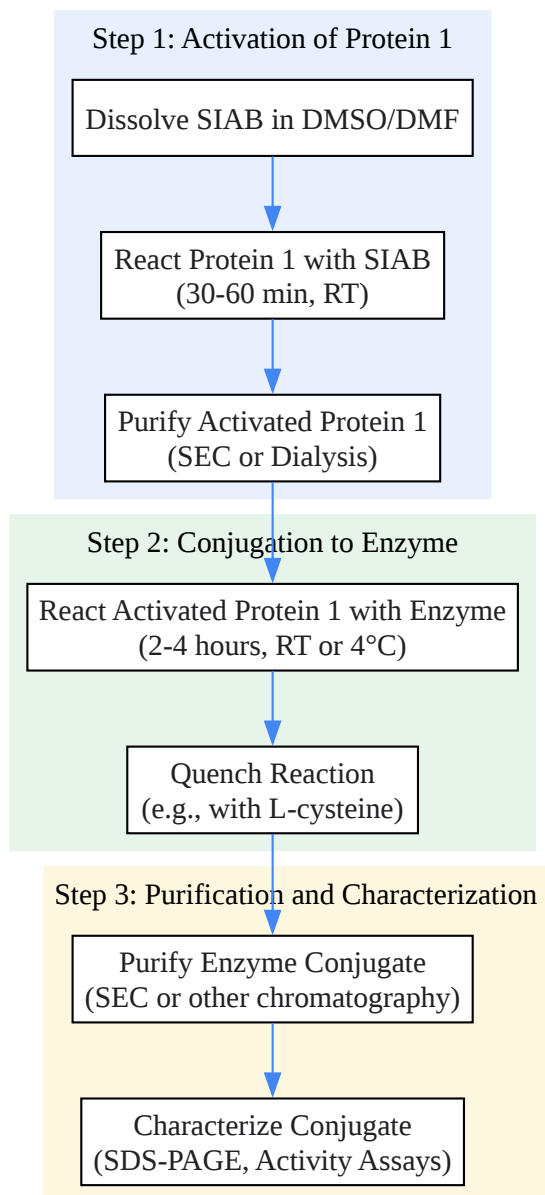 Step 1: Activation of Protein 1
Dissolve SIAB in DMSO/DMF
React Protein 1 with SIAB
(30-60 min, RT)
Purify Activated Protein 1
(SEC or Dialysis)
Step 2: Conjugation to Enzyme
React Activated Protein 1 with Enzyme
(2-4 hours, RT or 4°C)
Quench Reaction
(e.g., with L-cysteine)
Step 3: Purification and Characterization
Purify Enzyme Conjugate
(SEC or other chromatography)
Characterize Conjugate
(SDS-PAGE, Activity Assays)